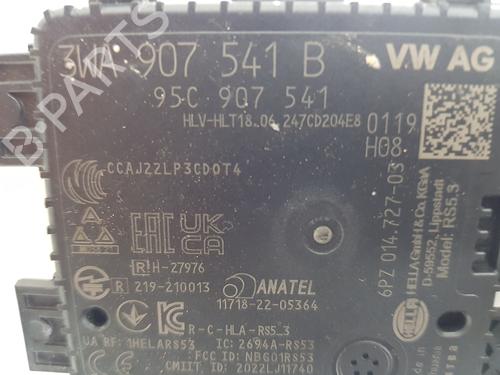 907 541 B
VW AG
95C 907 541
HLV-HLT18.06 247CD204E8
0119
H08
CCAJ22LP3CD0T4
EAC
UK
CA
R H-27976
R 219-210013
ANATEL
11718-22-05364
R-C-HLA-RS5_3
UA RF: 1HELARS53 IC: 2694A-RS53
FCC ID: NBG01RS53
CMIIT ID: 2022LJ11740
6PZ 014 727-03
HELLA
HELLA GmbH & Co. KGaA
D-59552, Lippstadt
Model: RS5.3
B-PARTS